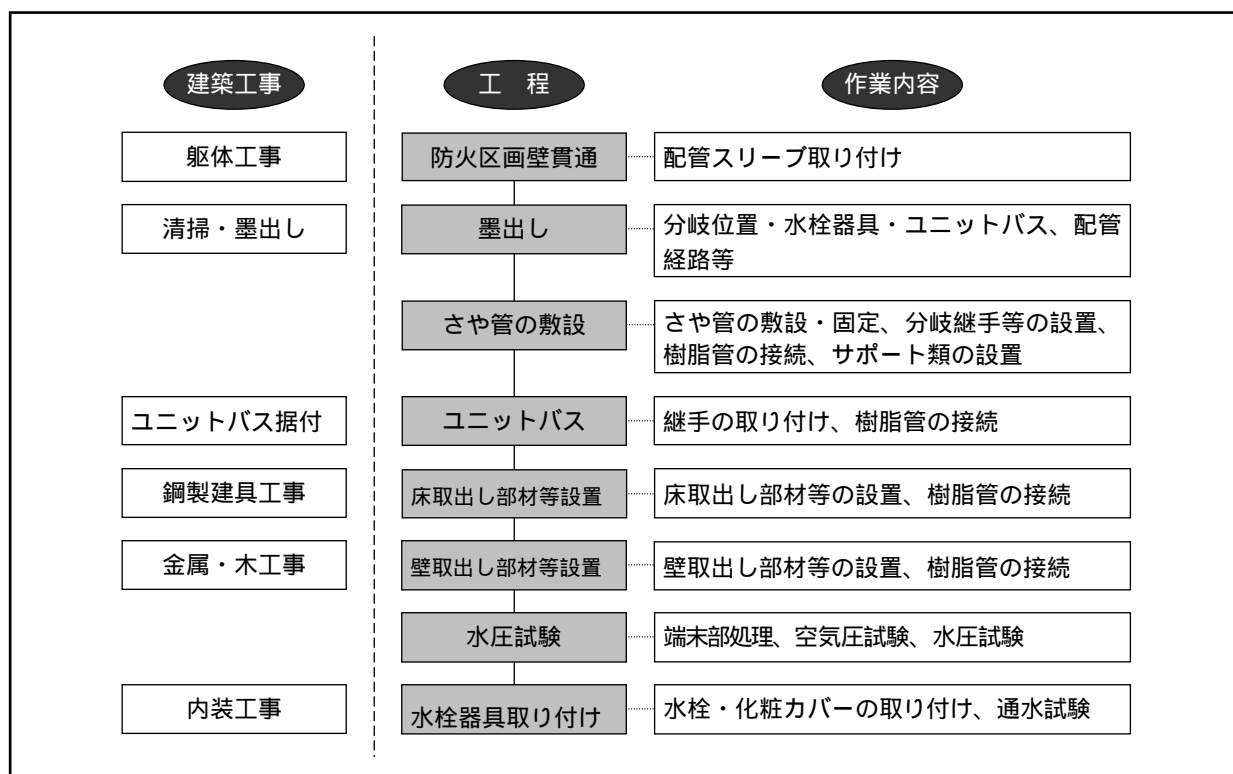 建築工事
工 程
作業内容
躯体工事
防火区画壁貫通
配管スリーブ取り付け
清掃・墨出し
墨出し
分岐位置・水栓器具・ユニットバス、配管
経路等
さや管の敷設
さや管の敷設・固定、分岐継手等の設置、
樹脂管の接続、サポート類の設置
ユニットバス据付
ユニットバス
継手の取り付け、樹脂管の接続
鋼製建具工事
床取出し部材等設置
床取出し部材等の設置、樹脂管の接続
金属・木工事
壁取出し部材等設置
壁取出し部材等の設置、樹脂管の接続
水圧試験
端末部処理、空気圧試験、水圧試験
内装工事
水栓器具取り付け
水栓・化粧カバーの取り付け、通水試験